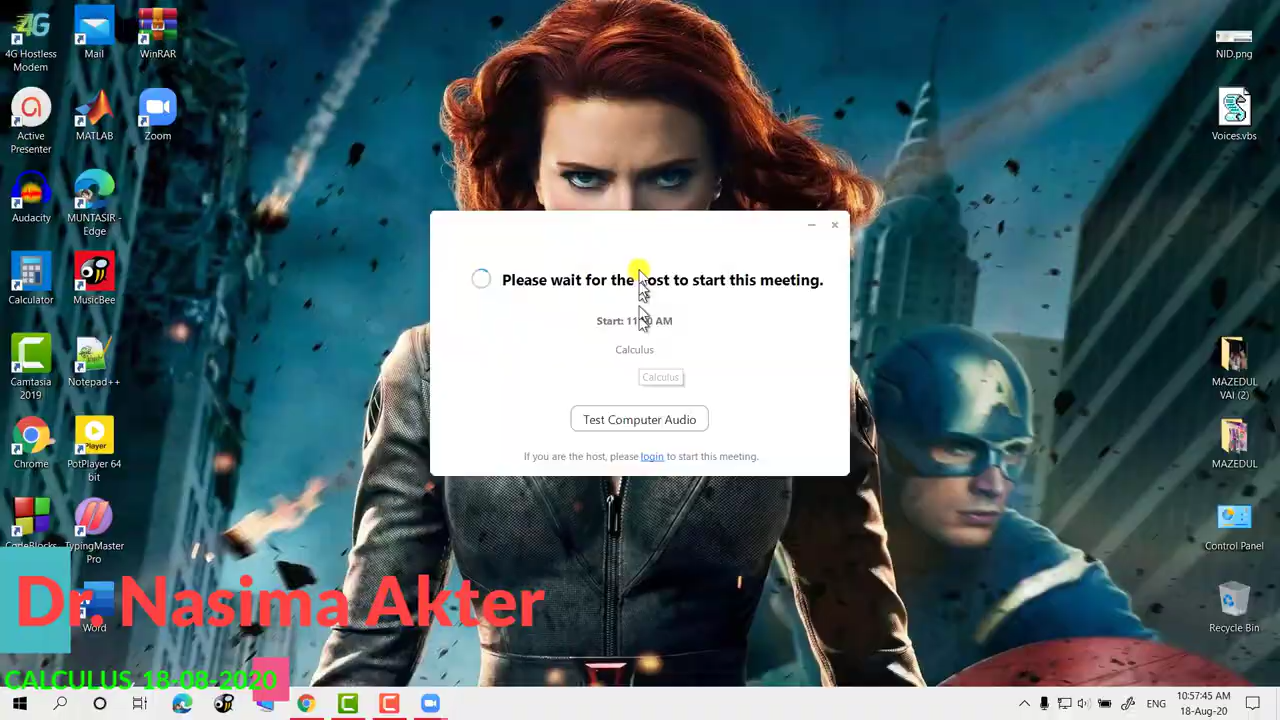 4G Hostless
Modem
Mail
WinRAR
NID.png
Active
Presenter
MATLAB
Zoom
Voices.vbs
Audacity
MUNTASIR -
Edge
Calculator
MusicBee
Please wait for the host to start this meeting.
Start: AM
Calculus
Calculus
Camtasia
2019
Notepad++
MAZEDUL
VAI (2)
Test Computer Audio
Chrome
Player
PotPlayer 64
bit
MAZEDUL
If you are the host, please login to start this meeting.
CodeBlocks
TypingMaster
Pro
Control Panel
Dr. Nasima Akter
Word
Recycle Bin
CALCULUS 18-08-2020
ENG
10:57:45 AM
18-Aug-20